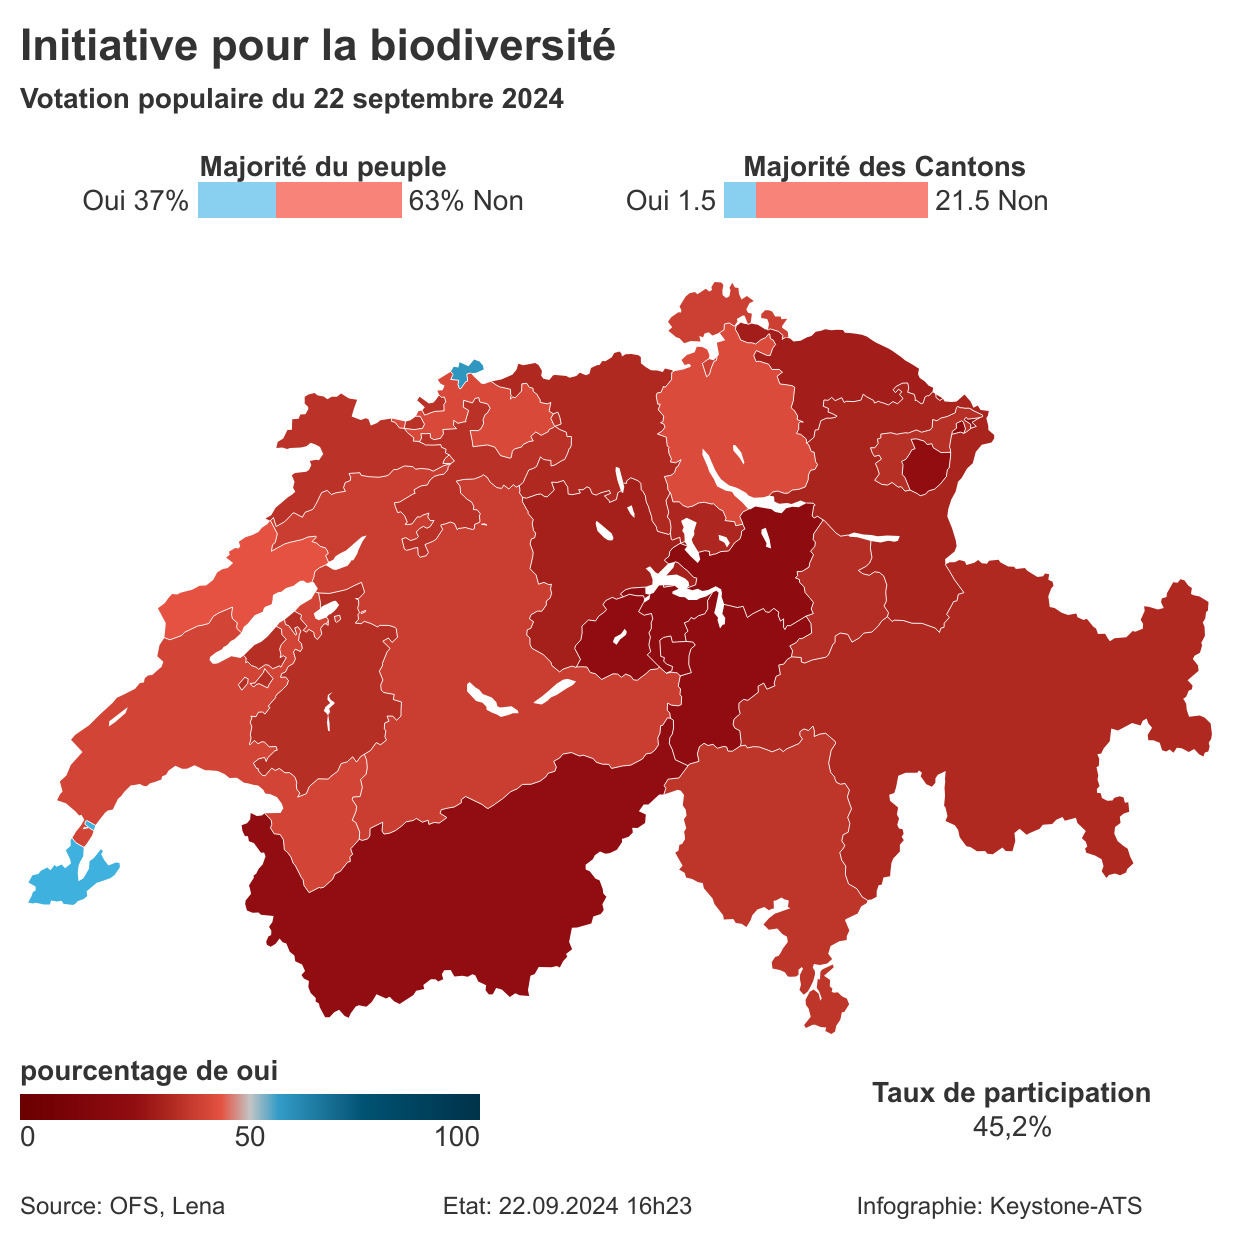 Initiative pour la biodiversité
Votation populaire du 22 septembre 2024
Majorité du peuple
Oui 37% 63% Non
Majorité des Cantons
Oui 1.5 21.5 Non
pourcentage de oui
0 50 100
Taux de participation
45,2%
Source: OFS, Lena Etat: 22.09.2024 16h23 Infographie: Keystone-ATS